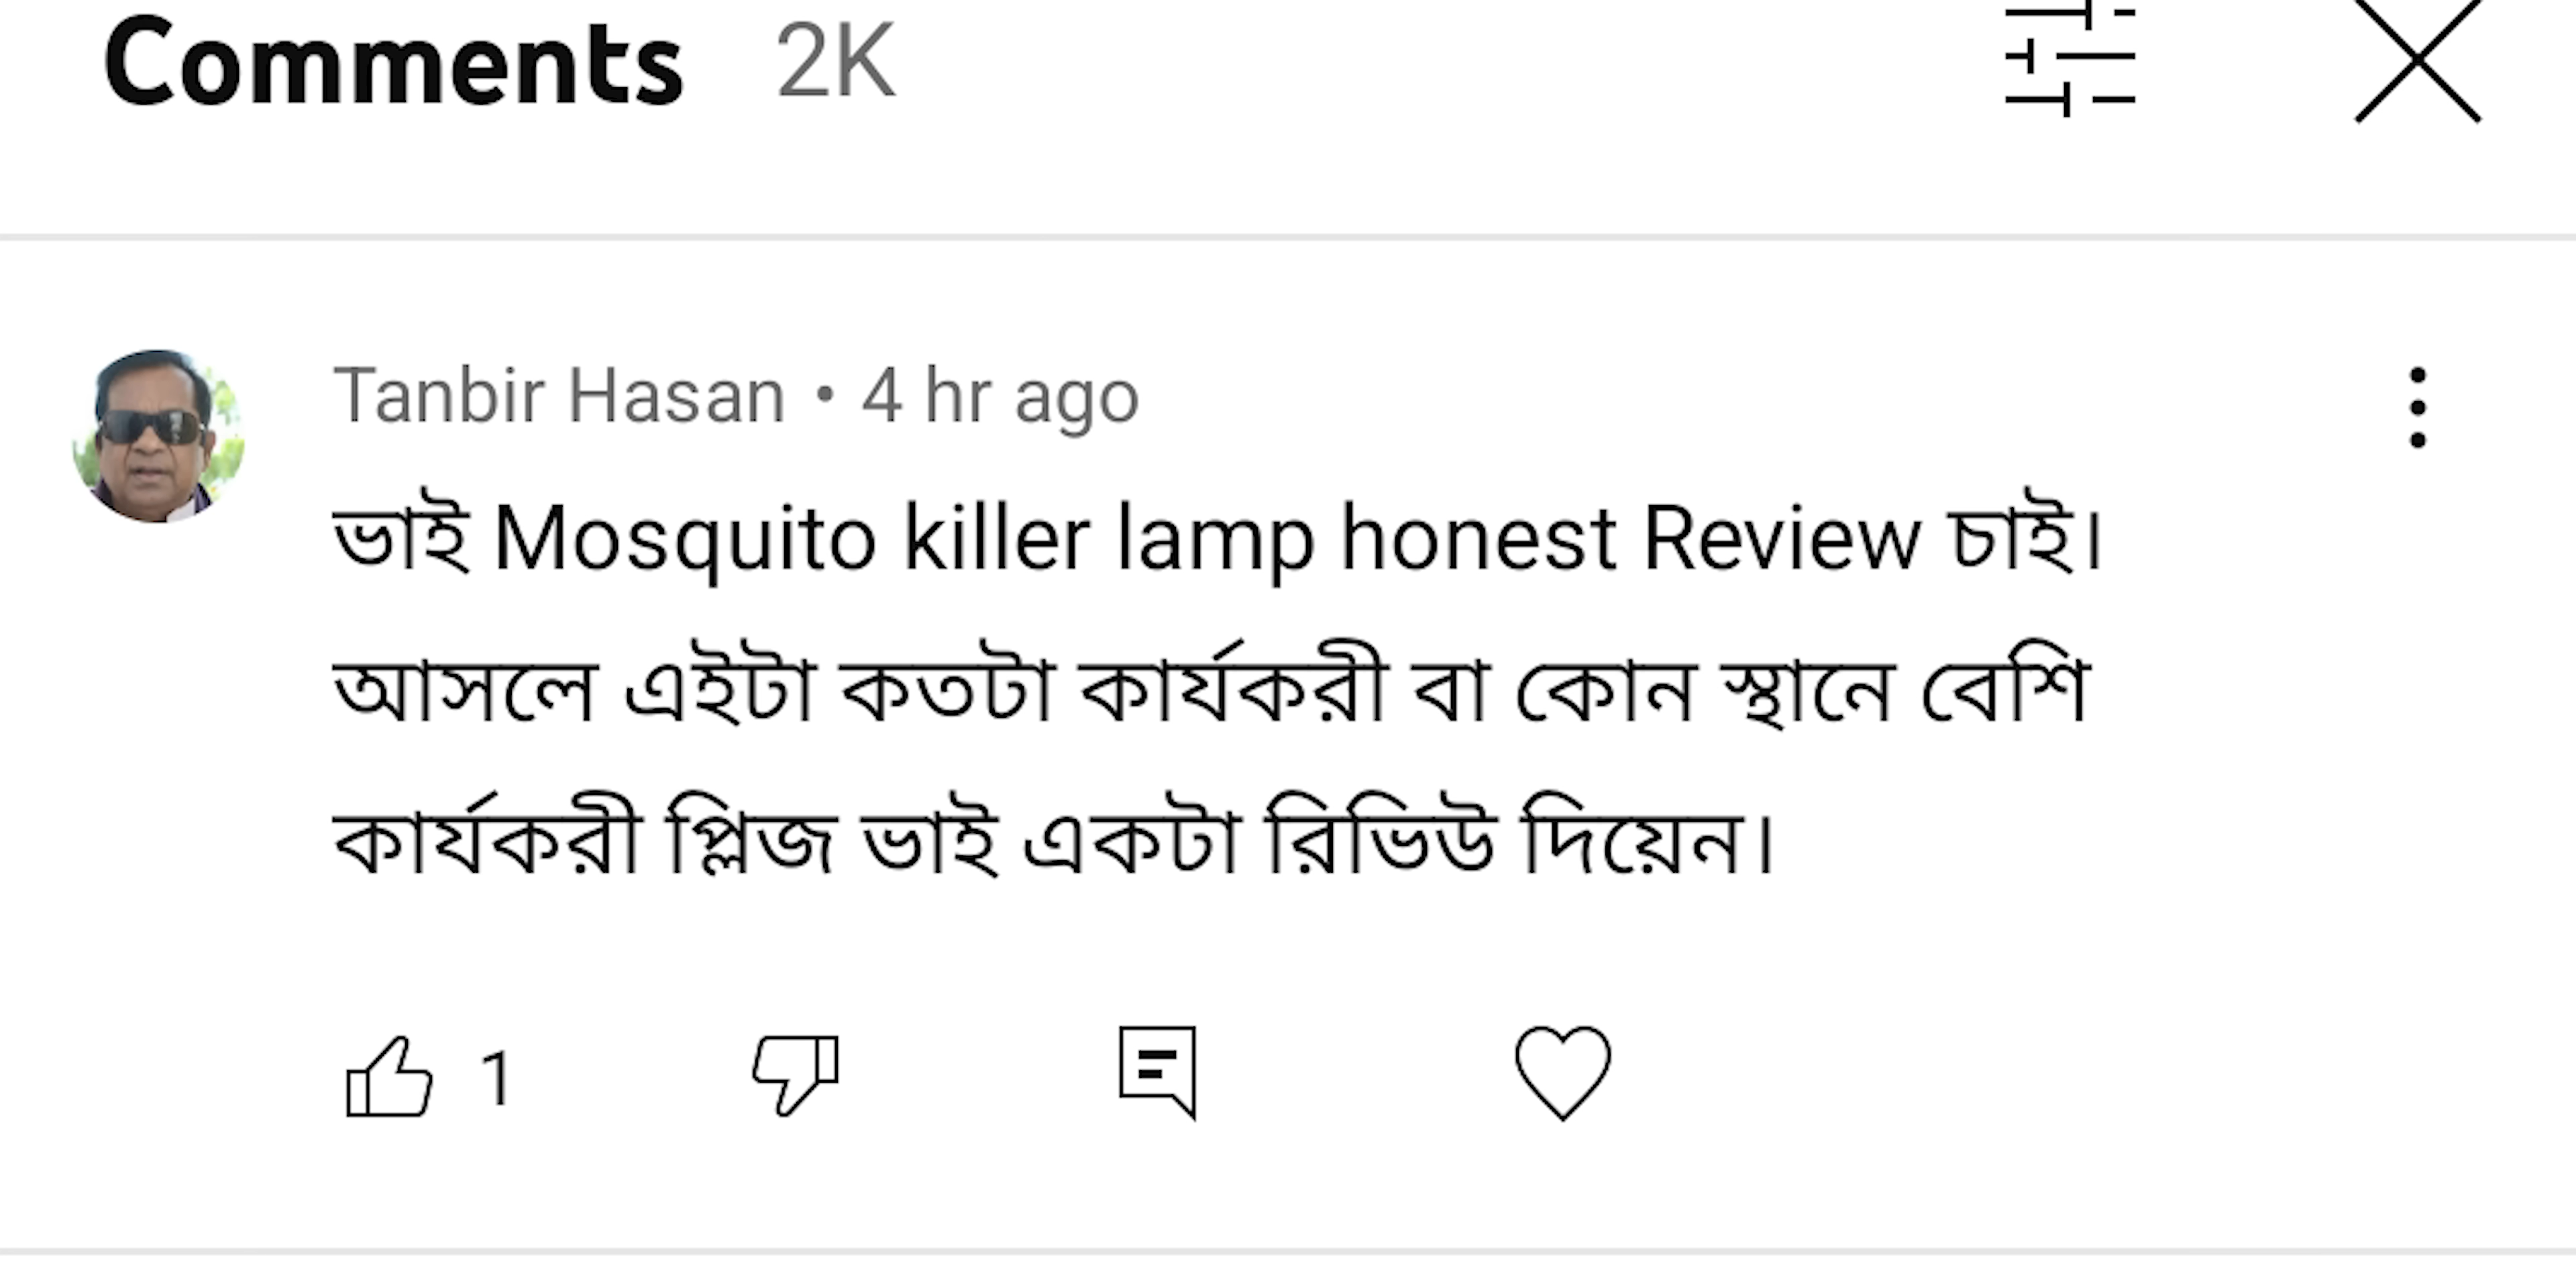 Comments 2K
Tanbir Hasan • 4 hr ago
ভাই Mosquito killer lamp honest Review চাই।
আসলে এইটা কতটা কার্যকরী বা কোন স্থানে বেশি
কার্যকরী প্লিজ ভাই একটা রিভিউ দিয়েন।
1